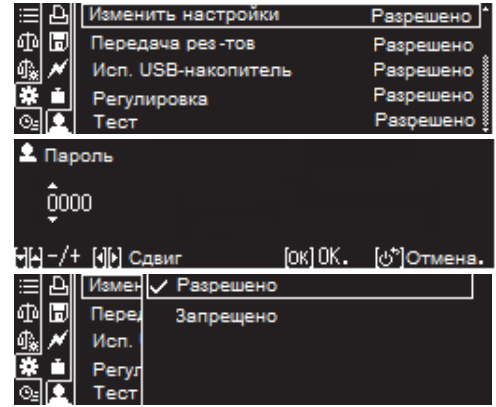 Изменить настройки Разрешено
Передача рез-тов Разрешено
Исп. USB-накопитель Разрешено
Регулировка Разрешено
Тест Разрешено
Пароль
0000
-/+ Сдвиг [OK] OK. Отмена.
Измен ✓ Разрешено
Перед Запрещено
Исп.
Регул
Тест